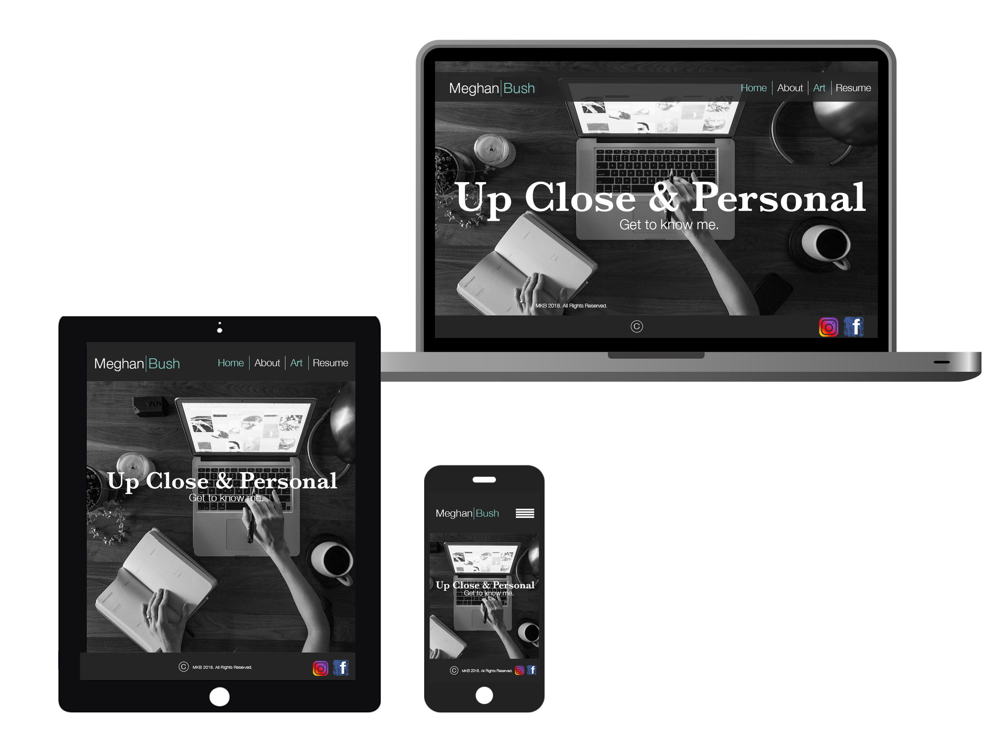 Meghan|Bush
Home | About | Art | Resume
Up Close & Personal
Get to know me.
SEPTEMBER
MKB 2018. All Rights Reserved.
©
f
Meghan|Bush
Home | About | Art | Resume
Up Close & Personal
Get to know me.
SEPTEMBER
© MKB 2018. All Rights Reserved.
f
Meghan|Bush
Up Close & Personal
Get to know me.
© MKB 2018. All Rights Reserved.
f